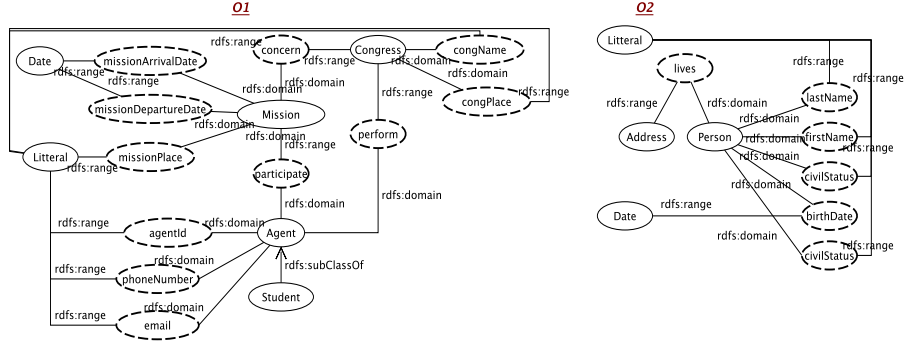 O1
O2
rdfs:range
concern
rdfs:range
Congress
rdfs:domain
congName
Date
rdfs:range
missionArrivalDate
rdfs:range
rdfs:domain
rdfs:domain
rdfs:domain
congPlace
rdfs:range
missionDepartureDate
rdfs:domain
Mission
rdfs:range
rdfs:domain
rdfs:range
perform
Litteral
rdfs:range
missionPlace
participate
rdfs:domain
rdfs:domain
rdfs:range
agentId
rdfs:domain
Agent
rdfs:domain
rdfs:subClassOf
rdfs:range
phoneNumber
Student
rdfs:domain
rdfs:range
email
Litteral
lives
rdfs:range
rdfs:range
rdfs:range
rdfs:domain
lastName
rdfs:domain
Address
Person
rdfs:domain
firstName
rdfs:range
rdfs:domain
civilStatus
rdfs:domain
Date
rdfs:range
birthDate
rdfs:domain
rdfs:range
civilStatus